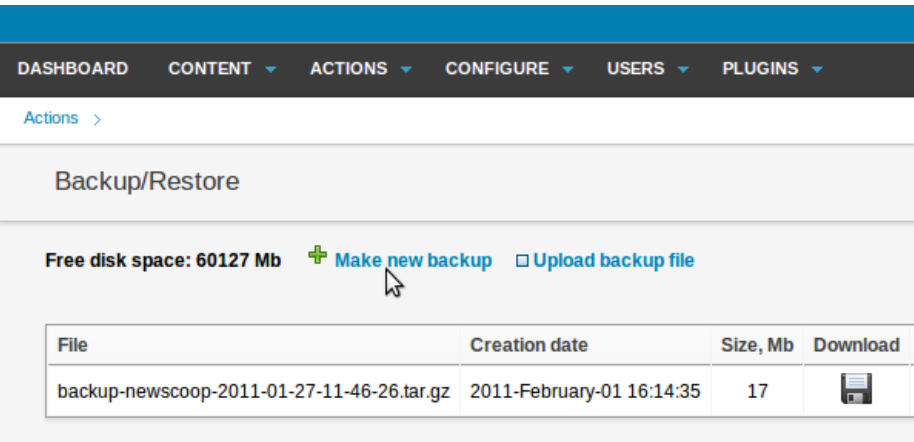 DASHBOARD CONTENT ACTIONS CONFIGURE USERS PLUGINS
Actions >
Backup/Restore
Free disk space: 60127 Mb Make new backup Upload backup file
File Creation date Size, Mb Download
backup-newscoop-2011-01-27-11-46-26.tar.gz 2011-February-01 16:14:35 17